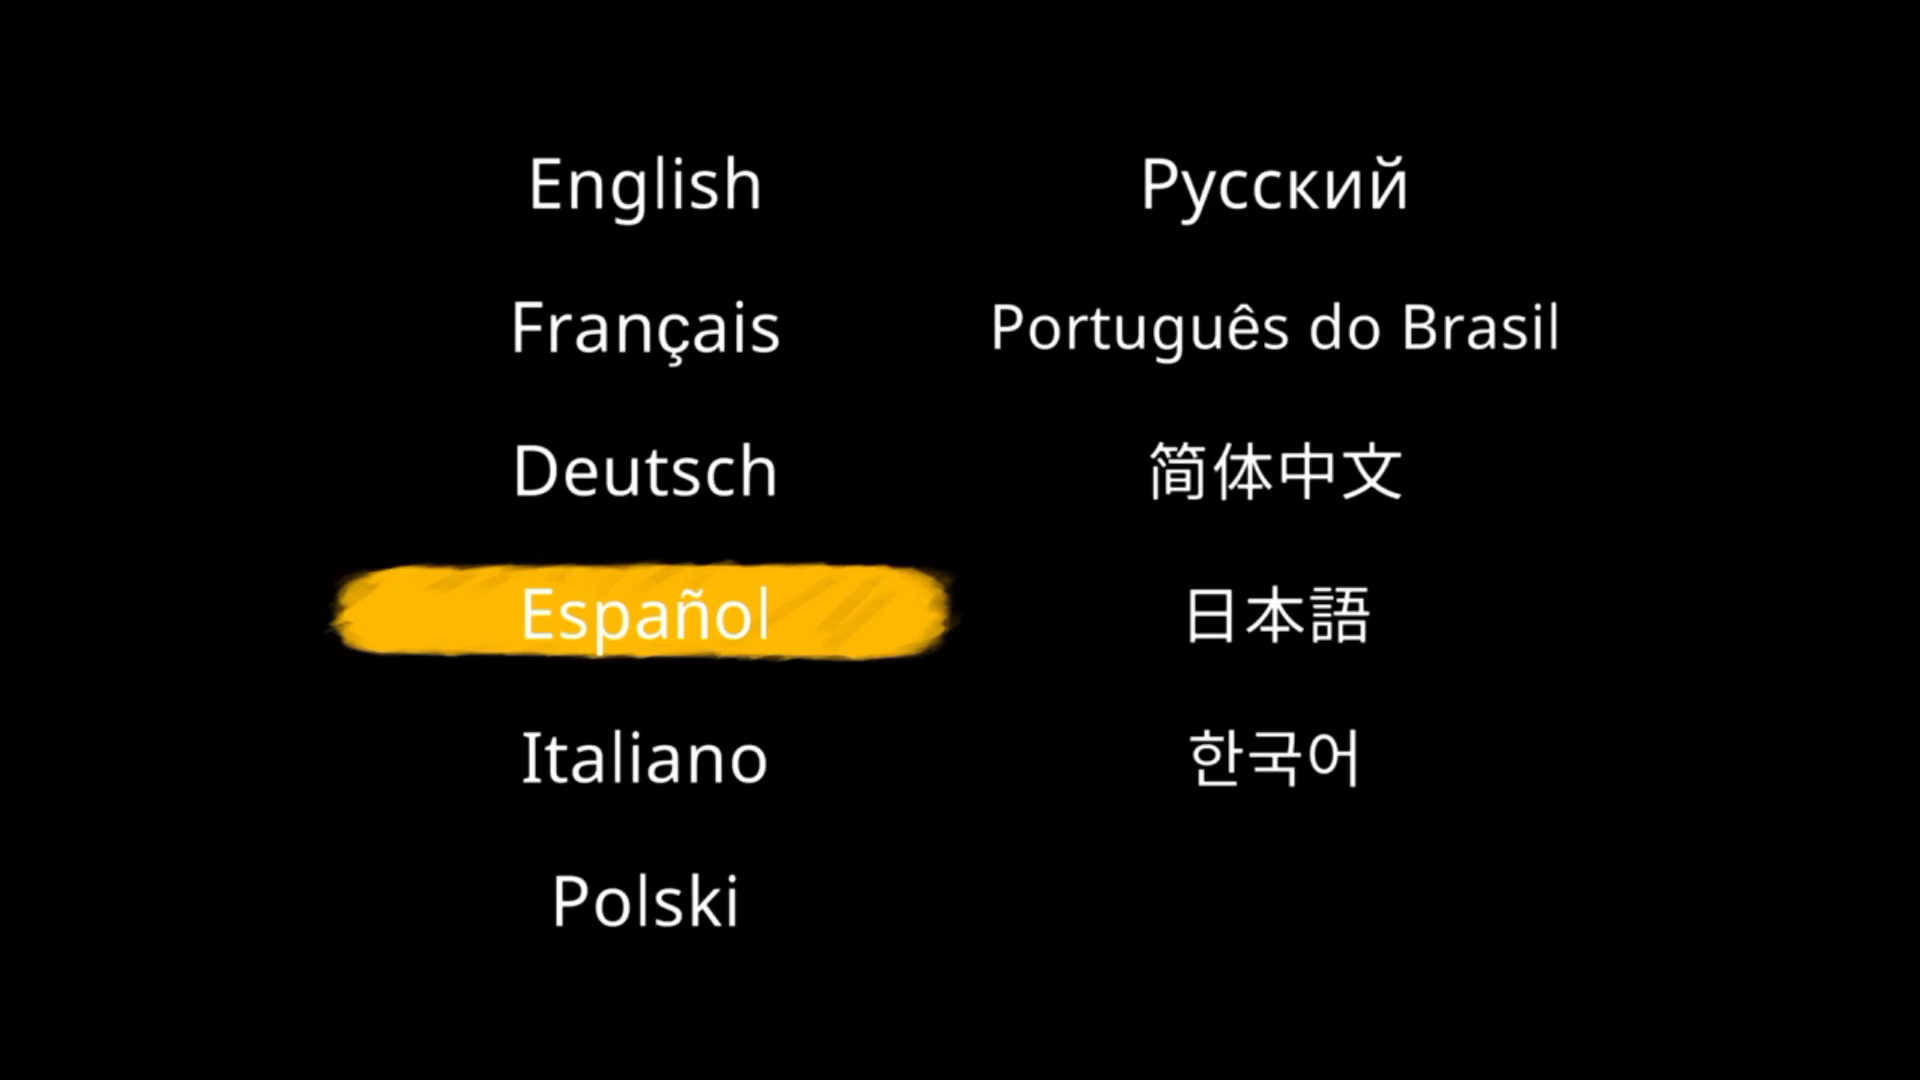 English
Français
Deutsch
Español
Italiano
Polski
Русский
Português do Brasil
简体中文
日本語
한국어